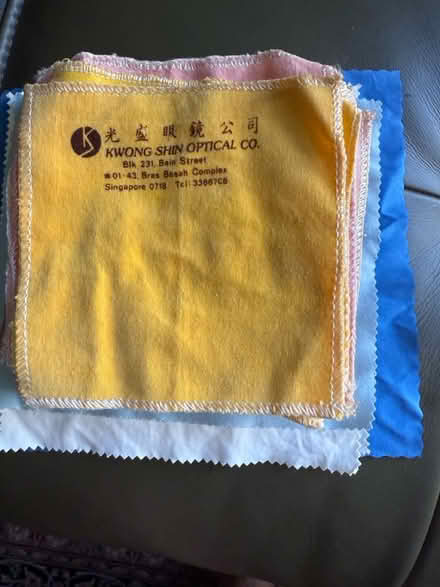 K
光盛眼鏡公司
KWONG SHIN OPTICAL CO.
Blk 231, Bain Street
#01-43, Bras Basah Complex
Singapore 0718 Tel: 3366708